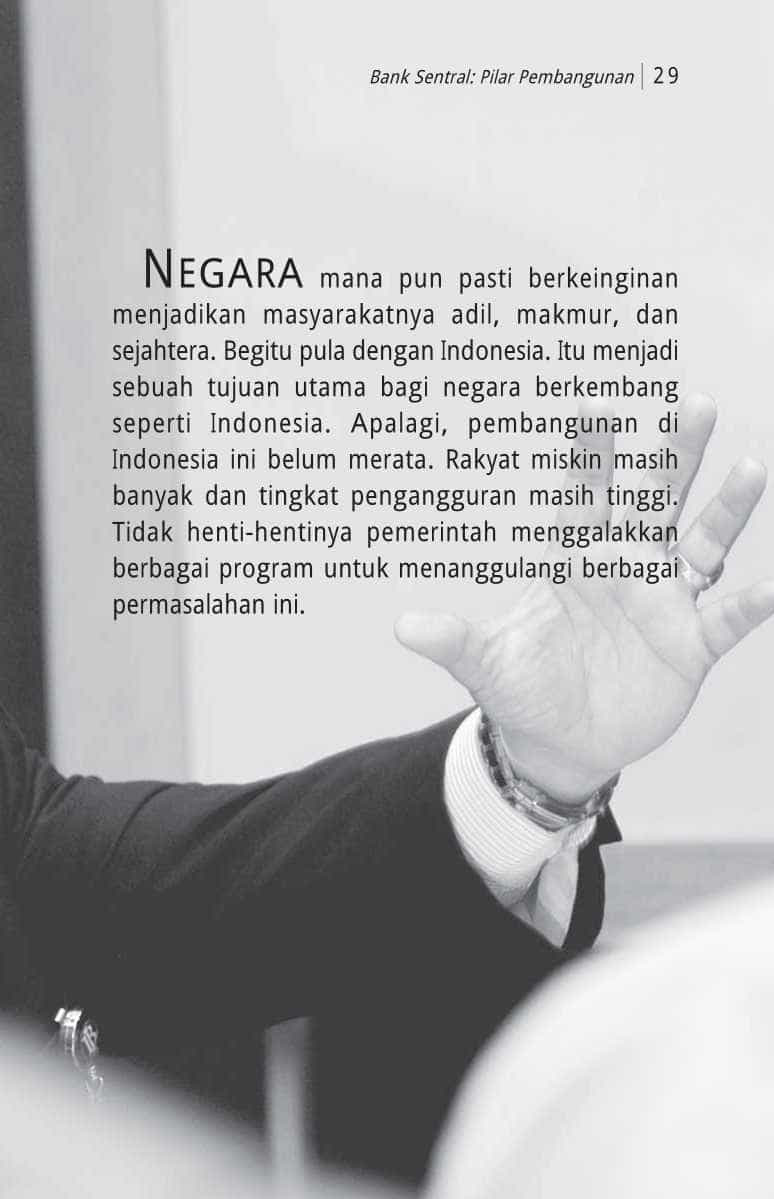 Bank Sentral: Pilar Pembangunan | 29
NEGARA mana pun pasti berkeinginan
menjadikan masyarakatnya adil, makmur, dan
sejahtera. Begitu pula dengan Indonesia. Itu menjadi
sebuah tujuan utama bagi negara berkembang
seperti Indonesia. Apalagi, pembangunan di
Indonesia ini belum merata. Rakyat miskin masih
banyak dan tingkat pengangguran masih tinggi.
Tidak henti-hentinya pemerintah menggalakkan
berbagai program untuk menanggulangi berbagai
permasalahan ini.